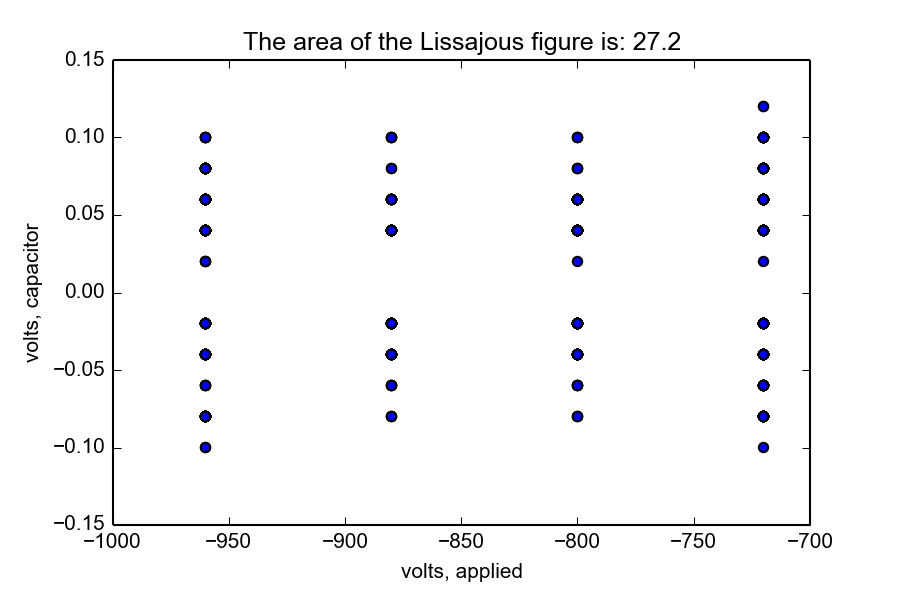 The area of the Lissajous figure is: 27.2
0.15
0.10
0.05
0.00
−0.05
−0.10
−0.15
volts, capacitor
−1000 −950 −900 −850 −800 −750 −700
volts, applied